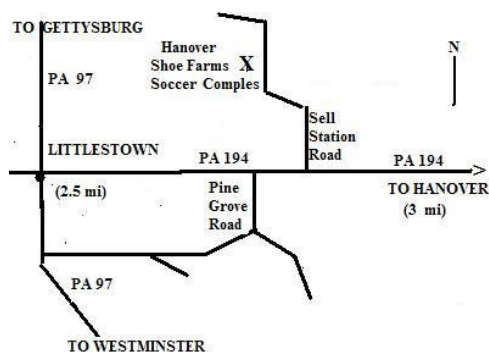 TO GETTYSBURG
Hanover
Shoe Farms X
Soccer Comples
N
PA 97
Sell
Station
Road
LITTLESTOWN
PA 194
PA 194
(2.5 mi)
Pine
Grove
Road
TO HANOVER
(3 mi)
PA 97
TO WESTMINSTER